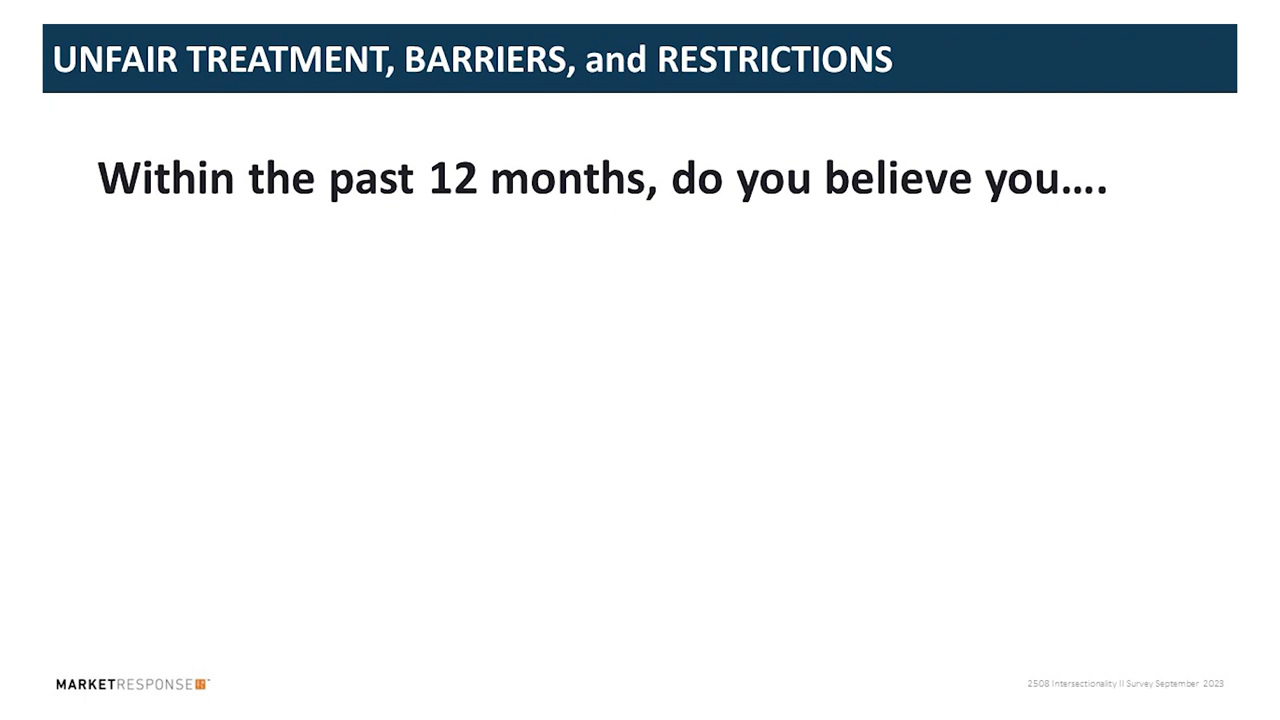 UNFAIR TREATMENT, BARRIERS, and RESTRICTIONS
Within the past 12 months, do you believe you….
MARKETRESPONSE
2508 Intersectionality II Survey September 2023